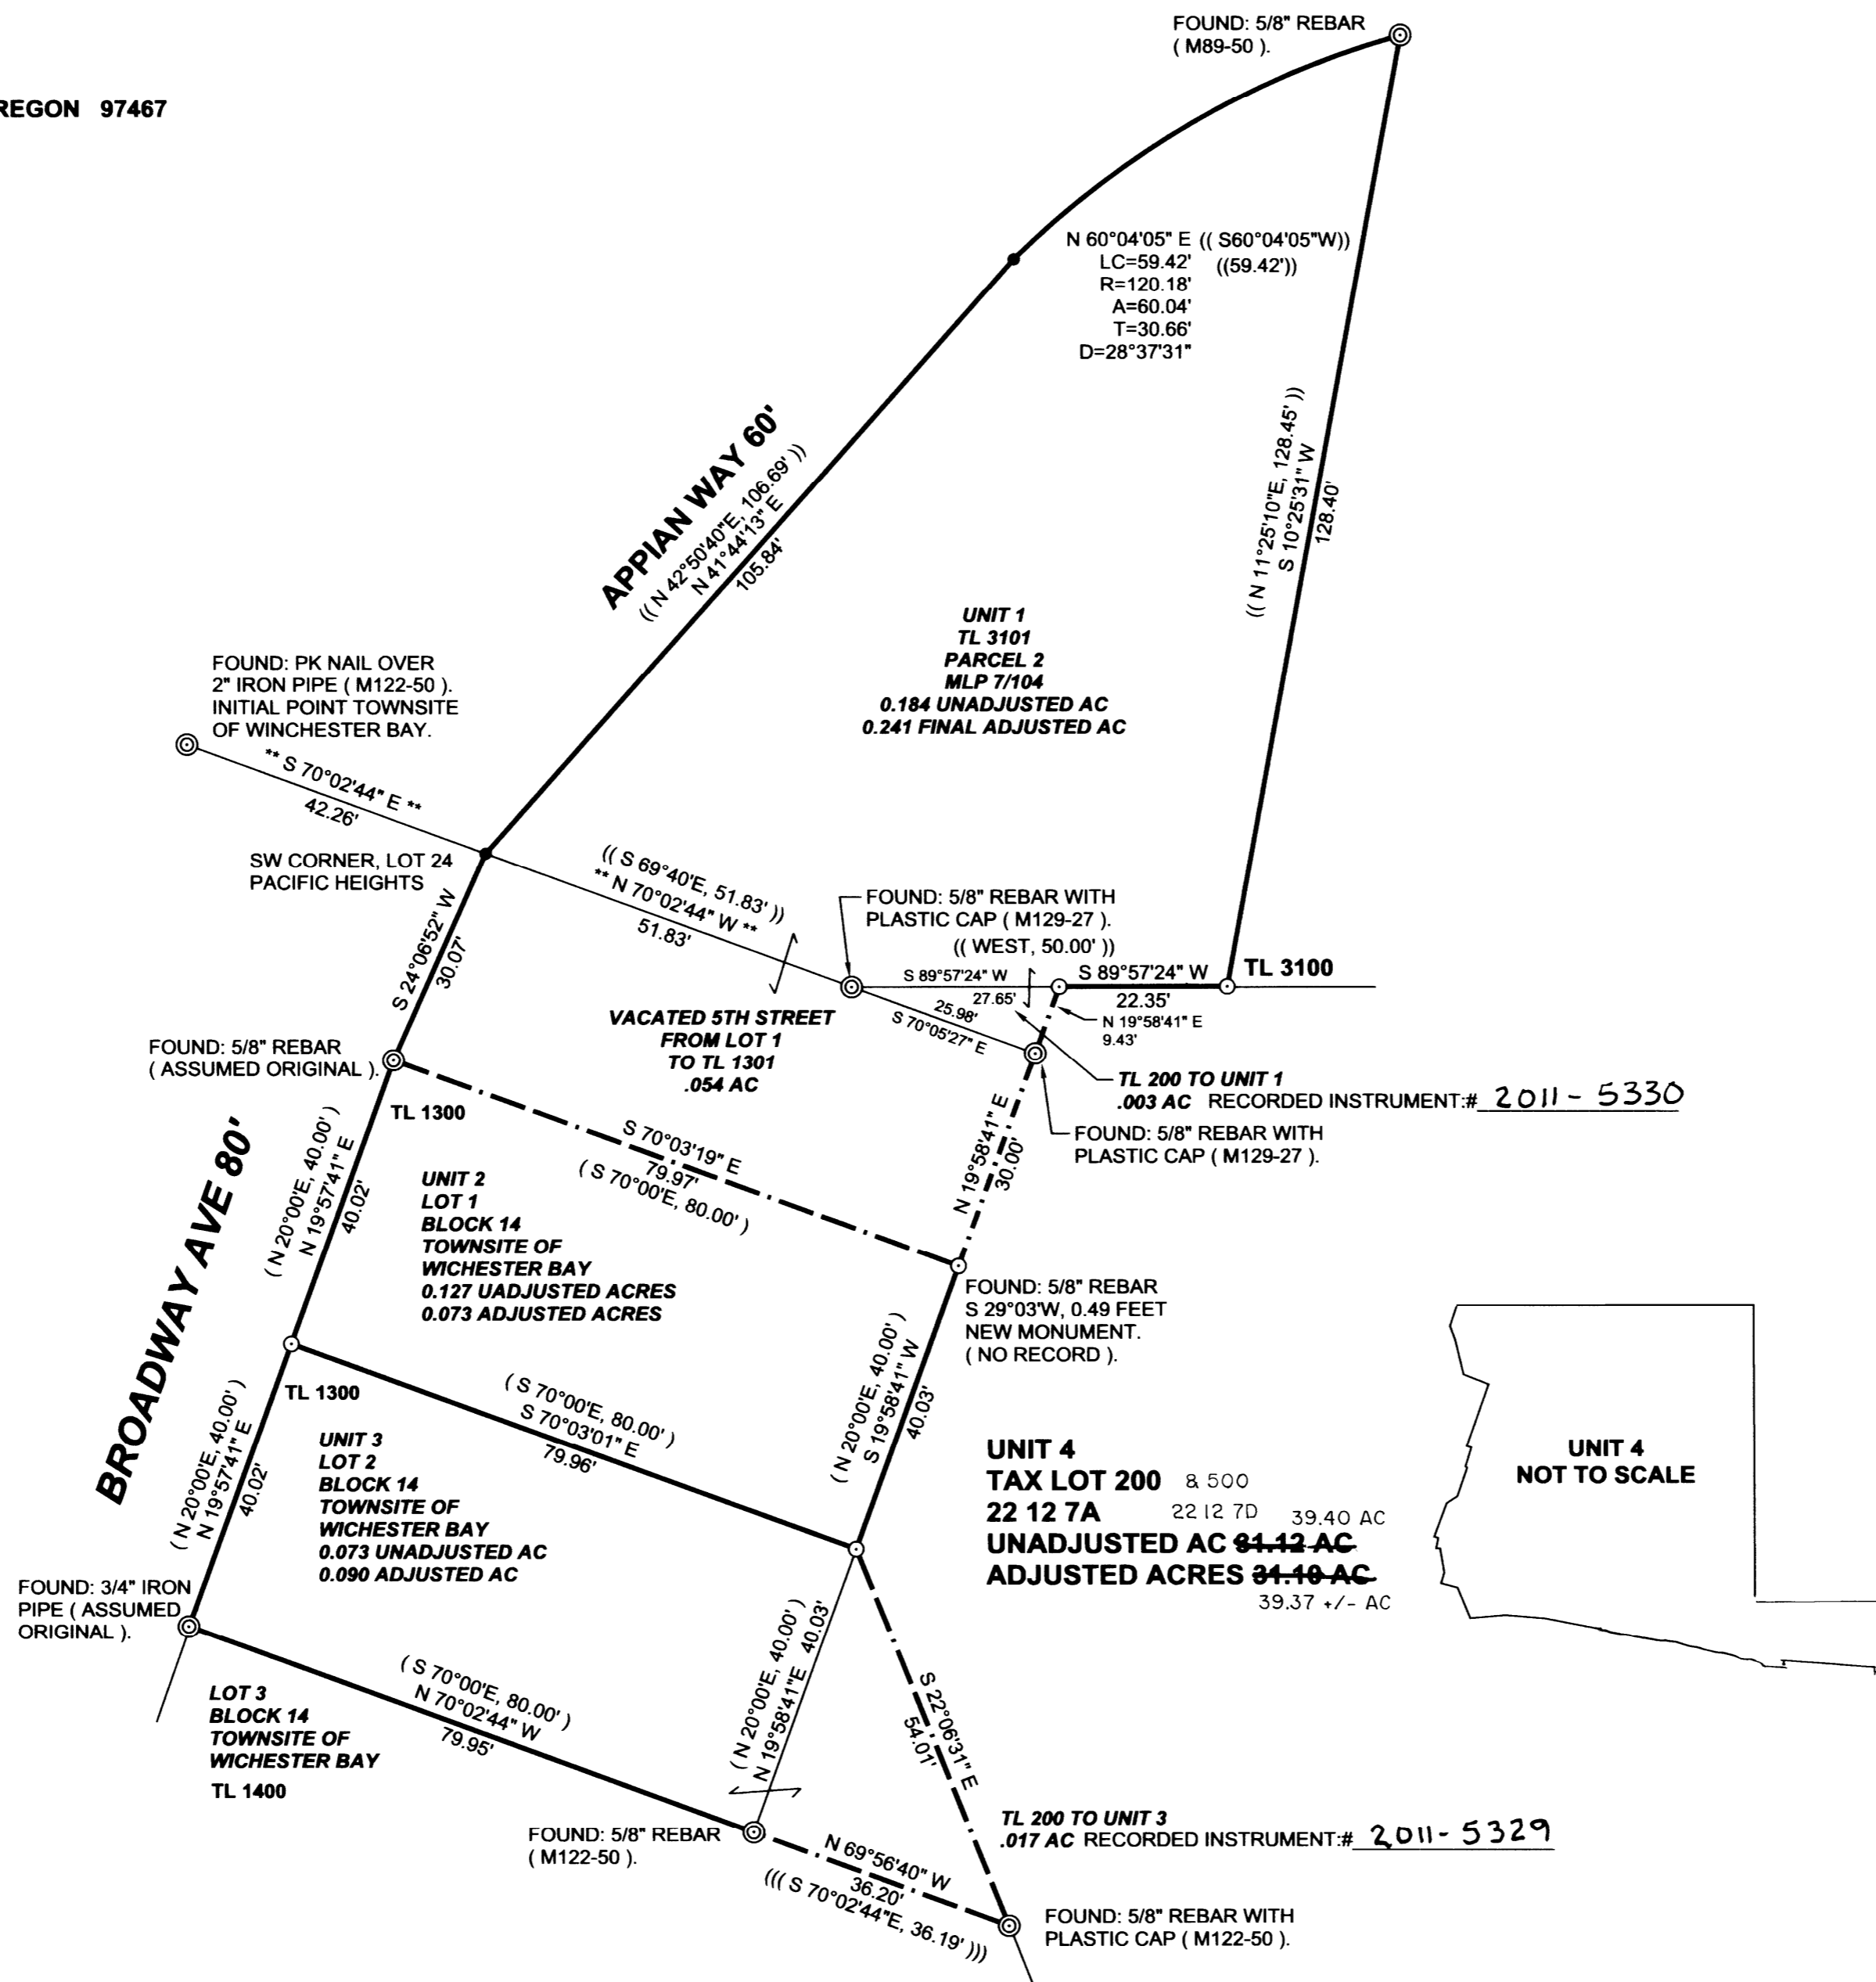 FOUND: 5/8" REBAR
( M89-50 ).
REGON 97467
N 60°04'05" E (( S60°04'05"W))
LC=59.42' ((59.42'))
R=120.18'
A=60.04'
T=30.66'
D=28°37'31"
APPIAN WAY 60'
(( N 42°50'40"E, 106.69' ))
N 41°44'13" E
105.84'
(( N 11°25'10"E, 128.45' ))
S 10°25'31" W
128.40'
UNIT 1
TL 3101
PARCEL 2
MLP 7/104
0.184 UNADJUSTED AC
0.241 FINAL ADJUSTED AC
FOUND: PK NAIL OVER
2" IRON PIPE ( M122-50 ).
INITIAL POINT TOWNSITE
OF WINCHESTER BAY.
** S 70°02'44" E **
42.26'
SW CORNER, LOT 24
PACIFIC HEIGHTS
(( S 69°40'E, 51.83' ))
** N 70°02'44" W **
51.83'
FOUND: 5/8" REBAR WITH
PLASTIC CAP ( M129-27 ).
(( WEST, 50.00' ))
S 89°57'24" W
27.65'
S 89°57'24" W
22.35'
TL 3100
25.98'
S 70°05'27" E
N 19°58'41" E
9.43'
S 24°06'52" W
30.07'
VACATED 5TH STREET
FROM LOT 1
TO TL 1301
.054 AC
FOUND: 5/8" REBAR
( ASSUMED ORIGINAL ).
TL 200 TO UNIT 1
.003 AC RECORDED INSTRUMENT:# 2011-5330
FOUND: 5/8" REBAR WITH
PLASTIC CAP ( M129-27 ).
TL 1300
S 70°03'19" E
79.97'
( S 70°00'E, 80.00' )
N 19°58'41" E
30.00'
BROADWAY AVE 80'
( N 20°00'E, 40.00' )
N 19°57'41" E
40.02'
UNIT 2
LOT 1
BLOCK 14
TOWNSITE OF
WICHESTER BAY
0.127 UADJUSTED ACRES
0.073 ADJUSTED ACRES
FOUND: 5/8" REBAR
S 29°03'W, 0.49 FEET
NEW MONUMENT.
( NO RECORD ).
( N 20°00'E, 40.00' )
S 19°58'41" W
40.03'
TL 1300
( S 70°00'E, 80.00' )
S 70°03'01" E
79.96'
( N 20°00'E, 40.00' )
N 19°57'41" E
40.02'
UNIT 3
LOT 2
BLOCK 14
TOWNSITE OF
WICHESTER BAY
0.073 UNADJUSTED AC
0.090 ADJUSTED AC
UNIT 4
TAX LOT 200 & 500
22 12 7A 22 12 7D 39.40 AC
UNADJUSTED AC 81.12 AC
ADJUSTED ACRES 31.10 AC
39.37 +/- AC
UNIT 4
NOT TO SCALE
FOUND: 3/4" IRON
PIPE ( ASSUMED
ORIGINAL ).
( N 20°00'E, 40.00' )
N 19°58'41"E 40.03'
S 22°06'31" E
54.01'
( S 70°00'E, 80.00' )
N 70°02'44" W
79.95'
LOT 3
BLOCK 14
TOWNSITE OF
WICHESTER BAY
TL 1400
FOUND: 5/8" REBAR
( M122-50 ).
TL 200 TO UNIT 3
.017 AC RECORDED INSTRUMENT:# 2011-5329
N 69°56'40" W
36.20'
((( S 70°02'44"E, 36.19' )))
FOUND: 5/8" REBAR WITH
PLASTIC CAP ( M122-50 ).